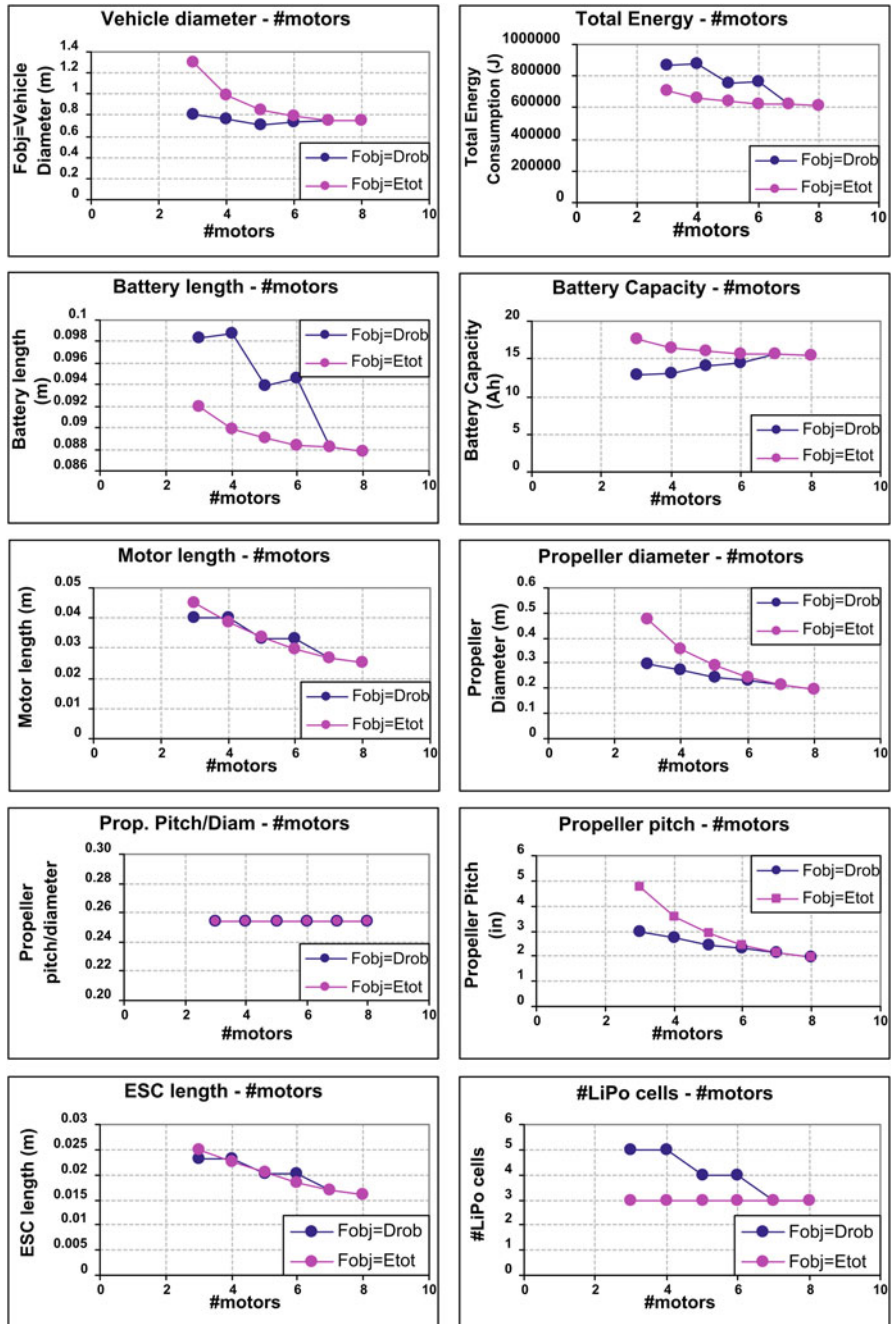 Vehicle diameter - #motors
Fobj=Vehicle
Diameter (m)
1.4
1.2
1
0.8
0.6
0.4
0.2
0
0
2
4
6
8
10
#motors
Fobj=Drob
Fobj=Etot
Total Energy - #motors
Total Energy
Consumption (J)
1000000
800000
600000
400000
200000
0
0
2
4
6
8
10
#motors
Fobj=Drob
Fobj=Etot
Battery length - #motors
Battery length
(m)
0.1
0.098
0.096
0.094
0.092
0.09
0.088
0.086
0
2
4
6
8
10
#motors
Fobj=Drob
Fobj=Etot
Battery Capacity - #motors
Battery Capacity
(Ah)
20
15
10
5
0
0
2
4
6
8
10
#motors
Fobj=Drob
Fobj=Etot
Motor length - #motors
Motor length (m)
0.05
0.04
0.03
0.02
0.01
0
0
2
4
6
8
10
#motors
Fobj=Drob
Fobj=Etot
Propeller diameter - #motors
Propeller
Diameter (m)
0.6
0.5
0.4
0.3
0.2
0.1
0
0
2
4
6
8
10
#motors
Fobj=Drob
Fobj=Etot
Prop. Pitch/Diam - #motors
Propeller
pitch/diameter
0.30
0.28
0.26
0.24
0.22
0.20
0
2
4
6
8
10
#motors
Fobj=Drob
Fobj=Etot
Propeller pitch - #motors
Propeller Pitch
(in)
6
5
4
3
2
1
0
0
2
4
6
8
10
#motors
Fobj=Drob
Fobj=Etot
ESC length - #motors
ESC length (m)
0.03
0.025
0.02
0.015
0.01
0.005
0
0
2
4
6
8
10
#motors
Fobj=Drob
Fobj=Etot
#LiPo cells - #motors
#LiPo cells
6
5
4
3
2
1
0
0
2
4
6
8
10
#motors
Fobj=Drob
Fobj=Etot